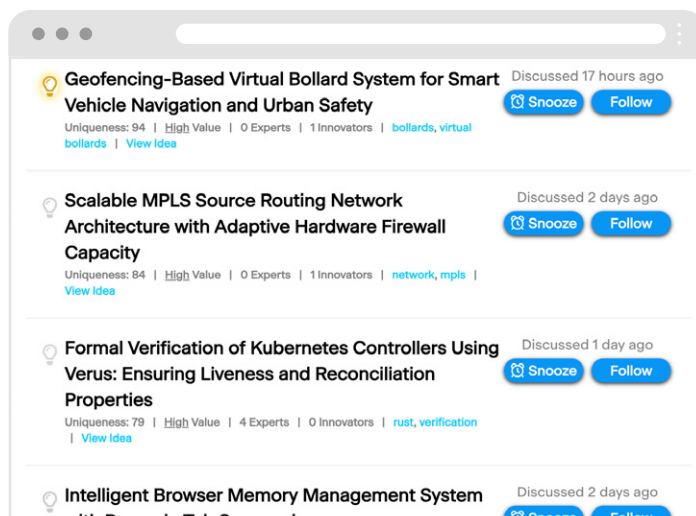 Geofencing-Based Virtual Bollard System for Smart
Vehicle Navigation and Urban Safety
Uniqueness: 94 | High Value | 0 Experts | 1 Innovators | bollards, virtual
bollards | View Idea
Discussed 17 hours ago
Snooze
Follow
Scalable MPLS Source Routing Network
Architecture with Adaptive Hardware Firewall
Capacity
Uniqueness: 84 | High Value | 0 Experts | 1 Innovators | network, mpls |
View Idea
Discussed 2 days ago
Snooze
Follow
Formal Verification of Kubernetes Controllers Using
Verus: Ensuring Liveness and Reconciliation
Properties
Uniqueness: 79 | High Value | 4 Experts | 0 Innovators | rust, verification
| View Idea
Discussed 1 day ago
Snooze
Follow
Intelligent Browser Memory Management System
Discussed 2 days ago
Snooze
Follow